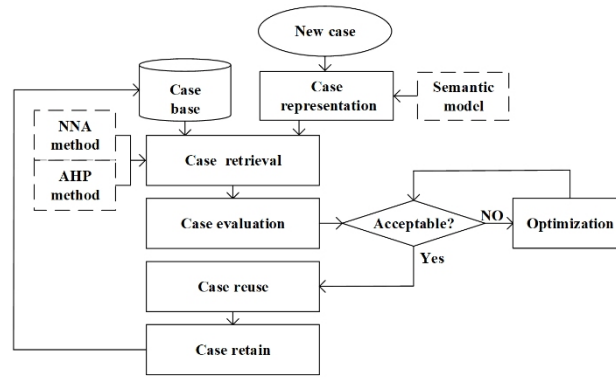 New case
Case
base
Case
representation
Semantic
model
NNA
method
AHP
method
Case retrieval
Case evaluation
Acceptable?
NO
Optimization
Yes
Case reuse
Case retain